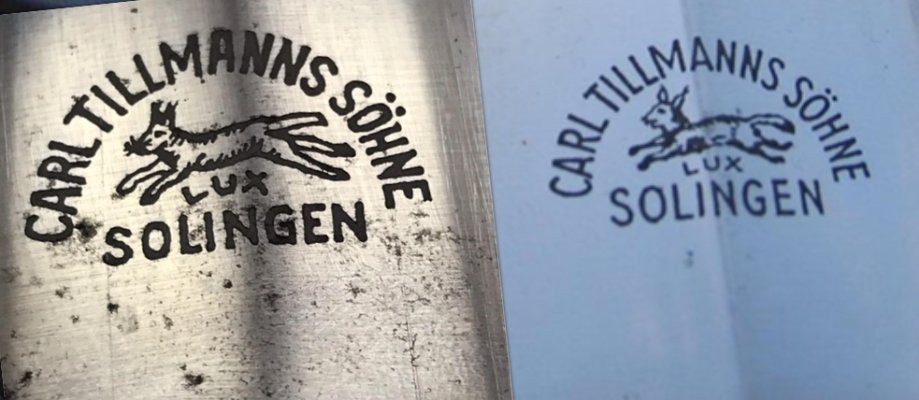 CARL TILLMANNS SÖHNE
LUX
SOLINGEN
CARL TILLMANNS SÖHNE
LUX
SOLINGEN